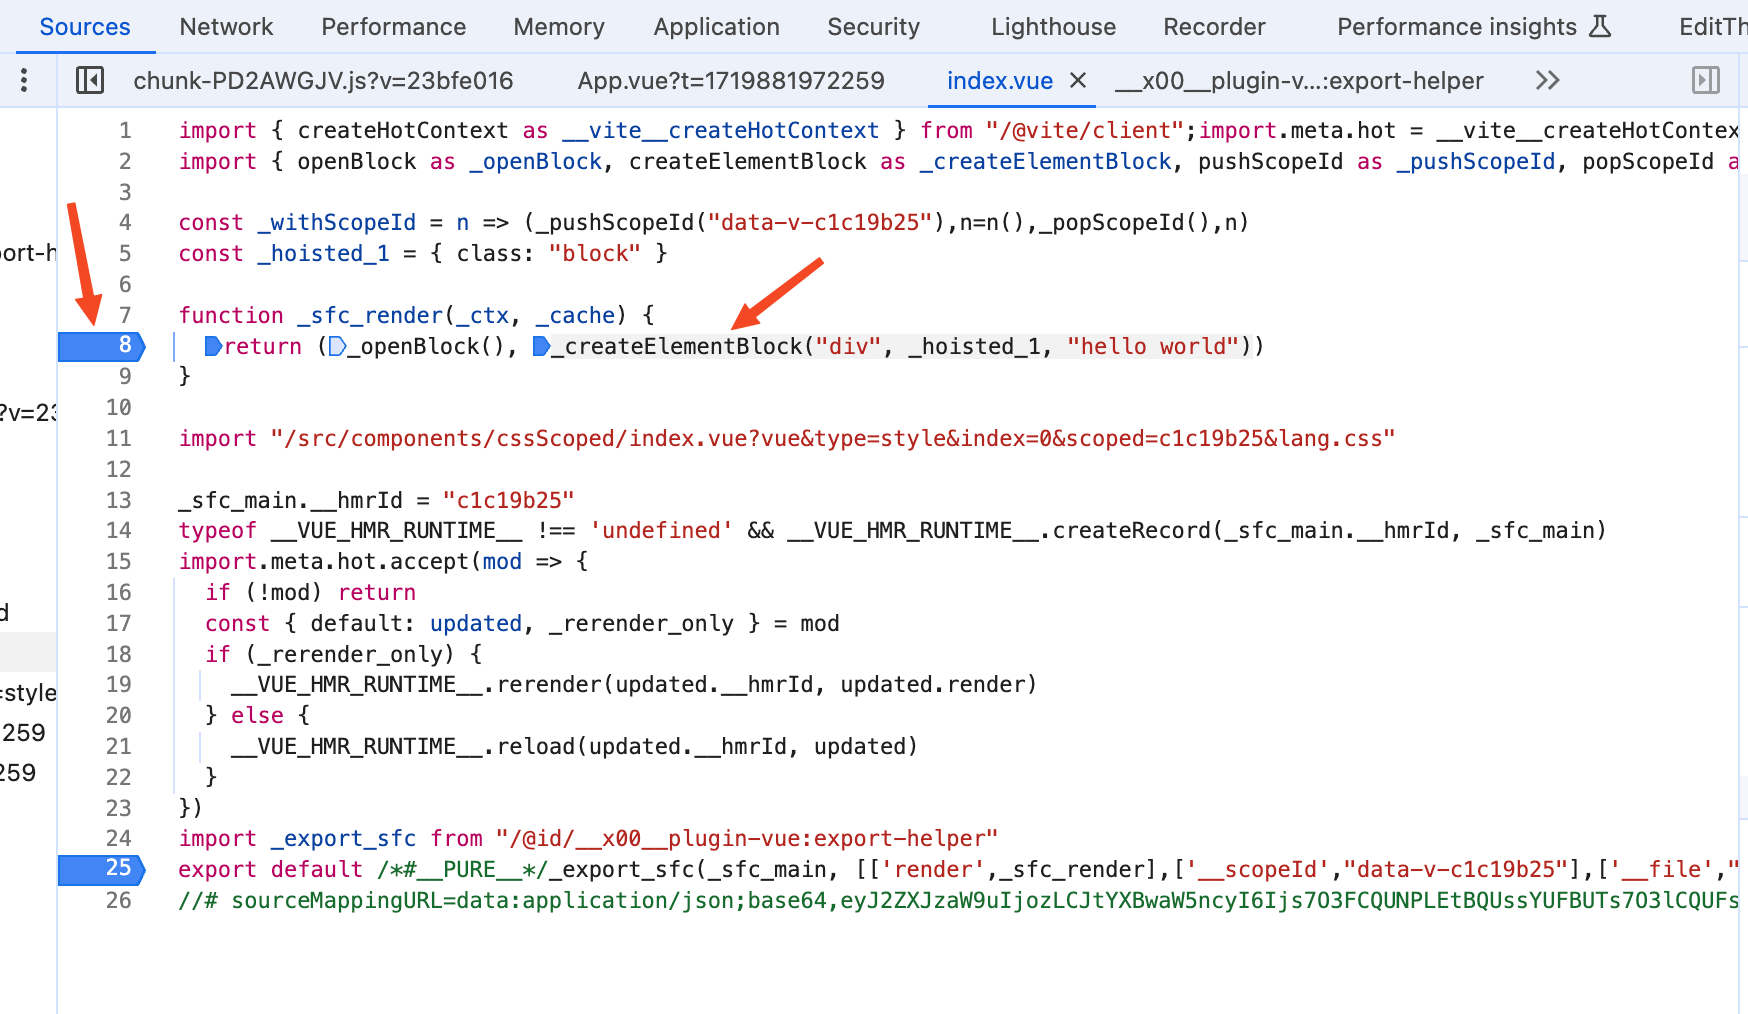 Sources Network Performance Memory Application Security Lighthouse Recorder Performance insights EditTh
chunk-PD2AWGJV.js?v=23bfe016 App.vue?t=1719881972259 index.vue × __x00__plugin-v...:export-helper
ort-h
?v=23
d
=style
259
259
1 import { createHotContext as __vite__createHotContext } from "/@vite/client";import.meta.hot = __vite__createHotContex
2 import { openBlock as _openBlock, createElementBlock as _createElementBlock, pushScopeId as _pushScopeId, popScopeId a
3
4 const _withScopeId = n => (_pushScopeId("data-v-c1c19b25"),n=n(),_popScopeId(),n)
5 const _hoisted_1 = { class: "block" }
6
7 function _sfc_render(_ctx, _cache) {
8 return (_openBlock(), _createElementBlock("div", _hoisted_1, "hello world"))
9 }
10
11 import "/src/components/cssScoped/index.vue?vue&type=style&index=0&scoped=c1c19b25&lang.css"
12
13 _sfc_main.__hmrId = "c1c19b25"
14 typeof __VUE_HMR_RUNTIME__ !== 'undefined' && __VUE_HMR_RUNTIME__.createRecord(_sfc_main.__hmrId, _sfc_main)
15 import.meta.hot.accept(mod => {
16 if (!mod) return
17 const { default: updated, _rerender_only } = mod
18 if (_rerender_only) {
19 __VUE_HMR_RUNTIME__.rerender(updated.__hmrId, updated.render)
20 } else {
21 __VUE_HMR_RUNTIME__.reload(updated.__hmrId, updated)
22 }
23 })
24 import _export_sfc from "/@id/__x00__plugin-vue:export-helper"
25 export default /*#__PURE__*/_export_sfc(_sfc_main, [['render',_sfc_render],['__scopeId',"data-v-c1c19b25"],['__file',"
26 //# sourceMappingURL=data:application/json;base64,eyJ2ZXJzaW9uIjozLCJtYXBwaW5ncyI6Ijs7O3FCQUNPLEtBQUssYUFBUTs7O3lCQUFs